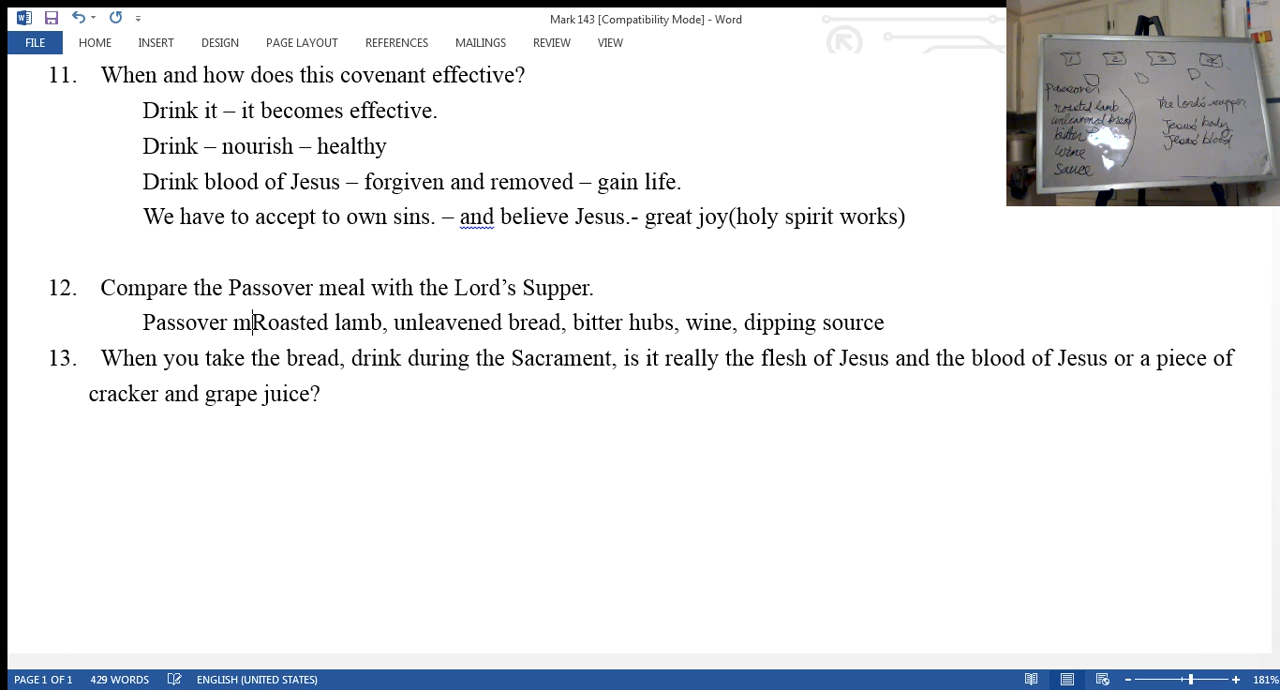 Mark 143 [Compatibility Mode] - Word
FILE HOME INSERT DESIGN PAGE LAYOUT REFERENCES MAILINGS REVIEW VIEW
11. When and how does this covenant effective?
Drink it – it becomes effective.
Drink – nourish – healthy
Drink blood of Jesus – forgiven and removed – gain life.
We have to accept to own sins. – and believe Jesus.- great joy(holy spirit works)
12. Compare the Passover meal with the Lord’s Supper.
Passover mRoasted lamb, unleavened bread, bitter hubs, wine, dipping source
13. When you take the bread, drink during the Sacrament, is it really the flesh of Jesus and the blood of Jesus or a piece of
cracker and grape juice?
1 2 3 4
Passover
roasted lamb
unleavened bread
bitter
wine
sauce
The Lord's supper
Jesus' body
Jesus' blood
PAGE 1 OF 1 429 WORDS ENGLISH (UNITED STATES) 181%